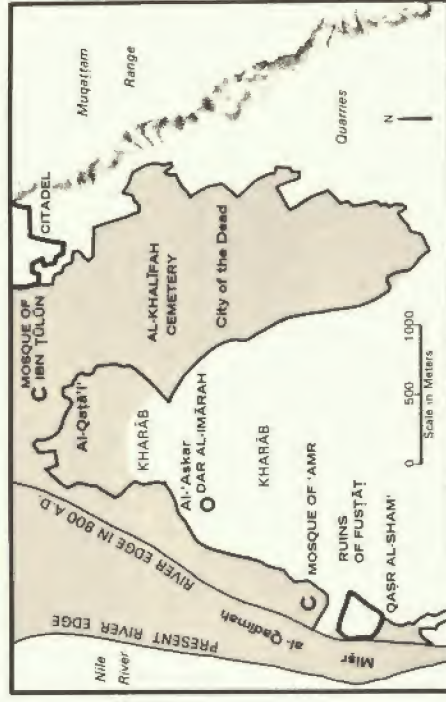 Muqaṭṭam
Range
CITADEL
MOSQUE OF
IBN ṬŪLŪN
Al-Qaṭā'i'
AL-KHALĪFAH
CEMETERY
City of the Dead
KHARĀB
Al-'Askar
DAR AL-IMĀRAH
KHARĀB
RIVER EDGE IN 800 A.D.
PRESENT RIVER EDGE
Nile
River
al-Qadīmah
Miṣr
MOSQUE OF 'AMR
RUINS
OF FUSṬĀṬ
QAṢR AL-SHAM'
Quarries
N
0 500 1000
Scale in Meters